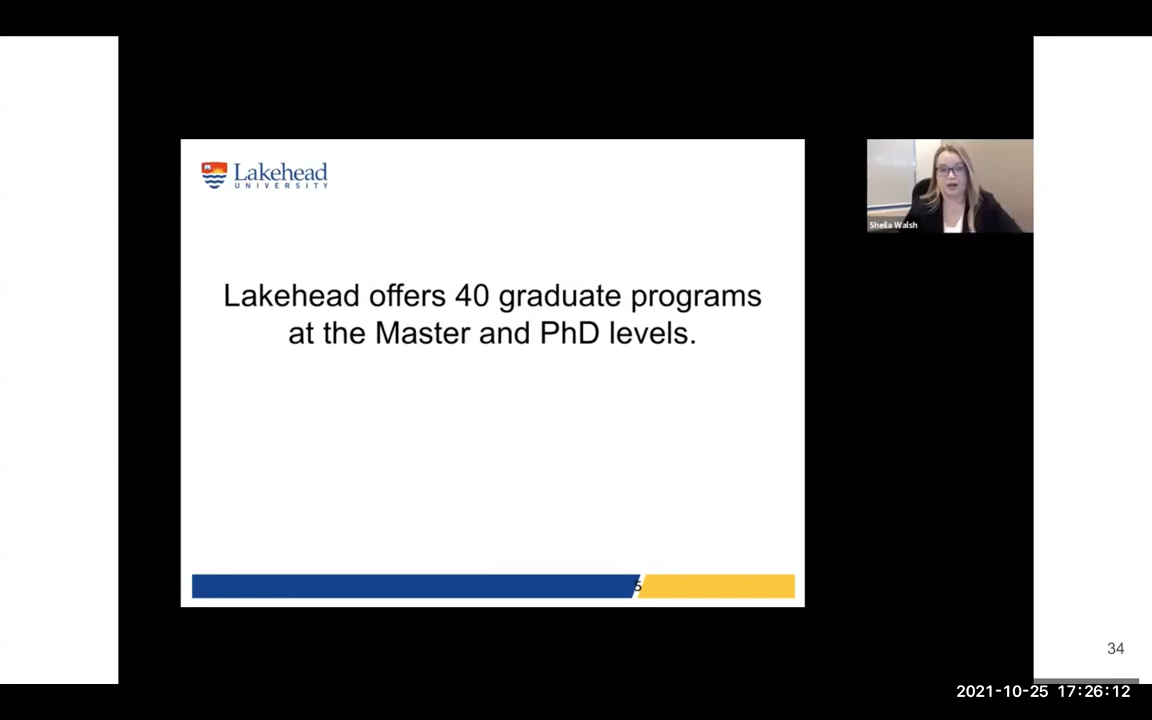 Lakehead
UNIVERSITY
Sheila Walsh
Lakehead offers 40 graduate programs
at the Master and PhD levels.
5
34
2021-10-25 17:26:12